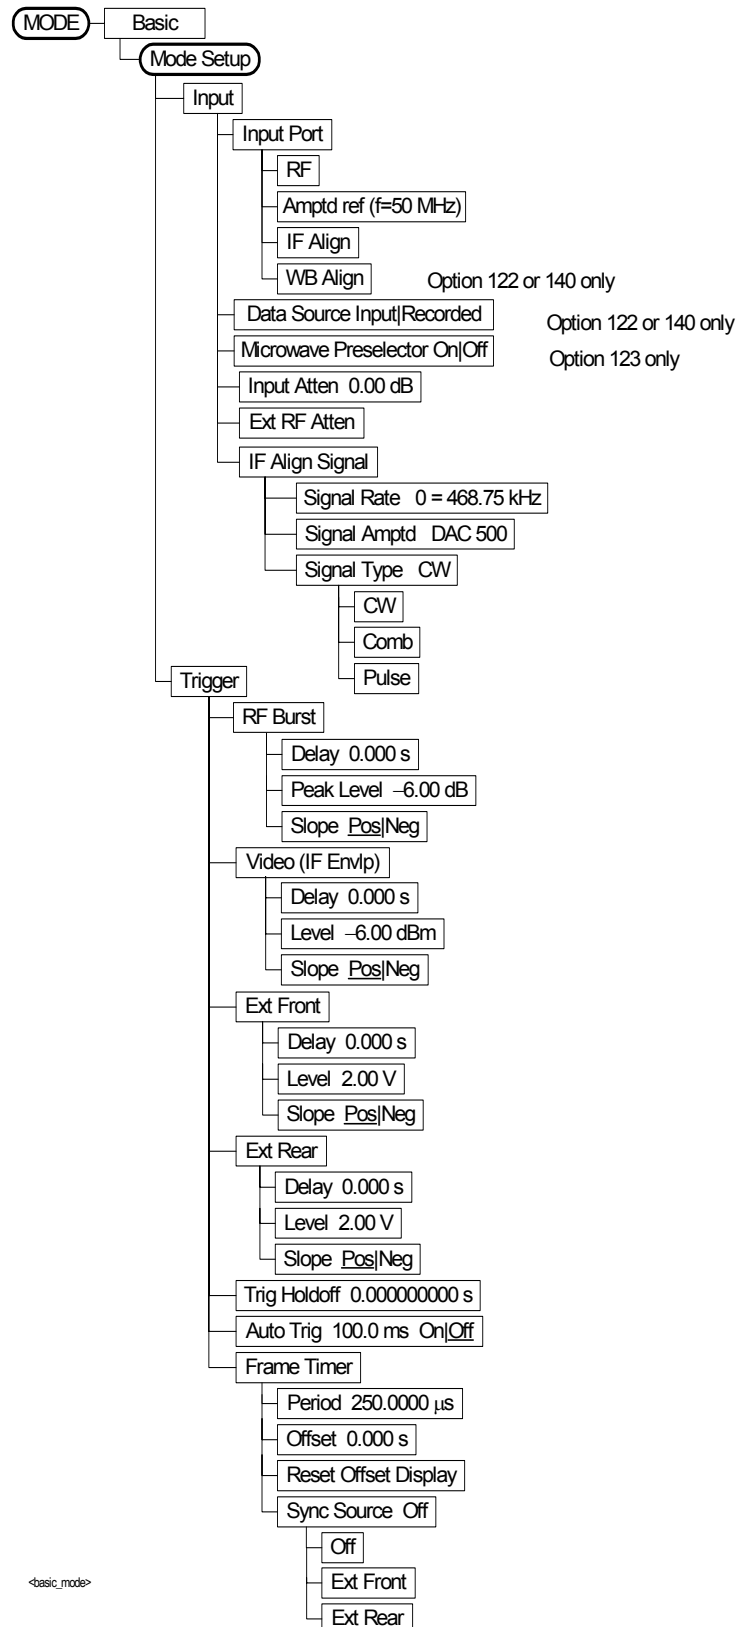 MODE Basic
Mode Setup
Input
Input Port
RF
Amptd ref (f=50 MHz)
IF Align
WB Align Option 122 or 140 only
Data Source Input|Recorded Option 122 or 140 only
Microwave Preselector On|Off Option 123 only
Input Atten 0.00 dB
Ext RF Atten
IF Align Signal
Signal Rate 0 = 468.75 kHz
Signal Amptd DAC 500
Signal Type CW
CW
Comb
Pulse
Trigger
RF Burst
Delay 0.000 s
Peak Level –6.00 dB
Slope Pos|Neg
Video (IF Envlp)
Delay 0.000 s
Level –6.00 dBm
Slope Pos|Neg
Ext Front
Delay 0.000 s
Level 2.00 V
Slope Pos|Neg
Ext Rear
Delay 0.000 s
Level 2.00 V
Slope Pos|Neg
Trig Holdoff 0.000000000 s
Auto Trig 100.0 ms On|Off
Frame Timer
Period 250.0000 µs
Offset 0.000 s
Reset Offset Display
Sync Source Off
Off
<basic_mode> Ext Front
Ext Rear